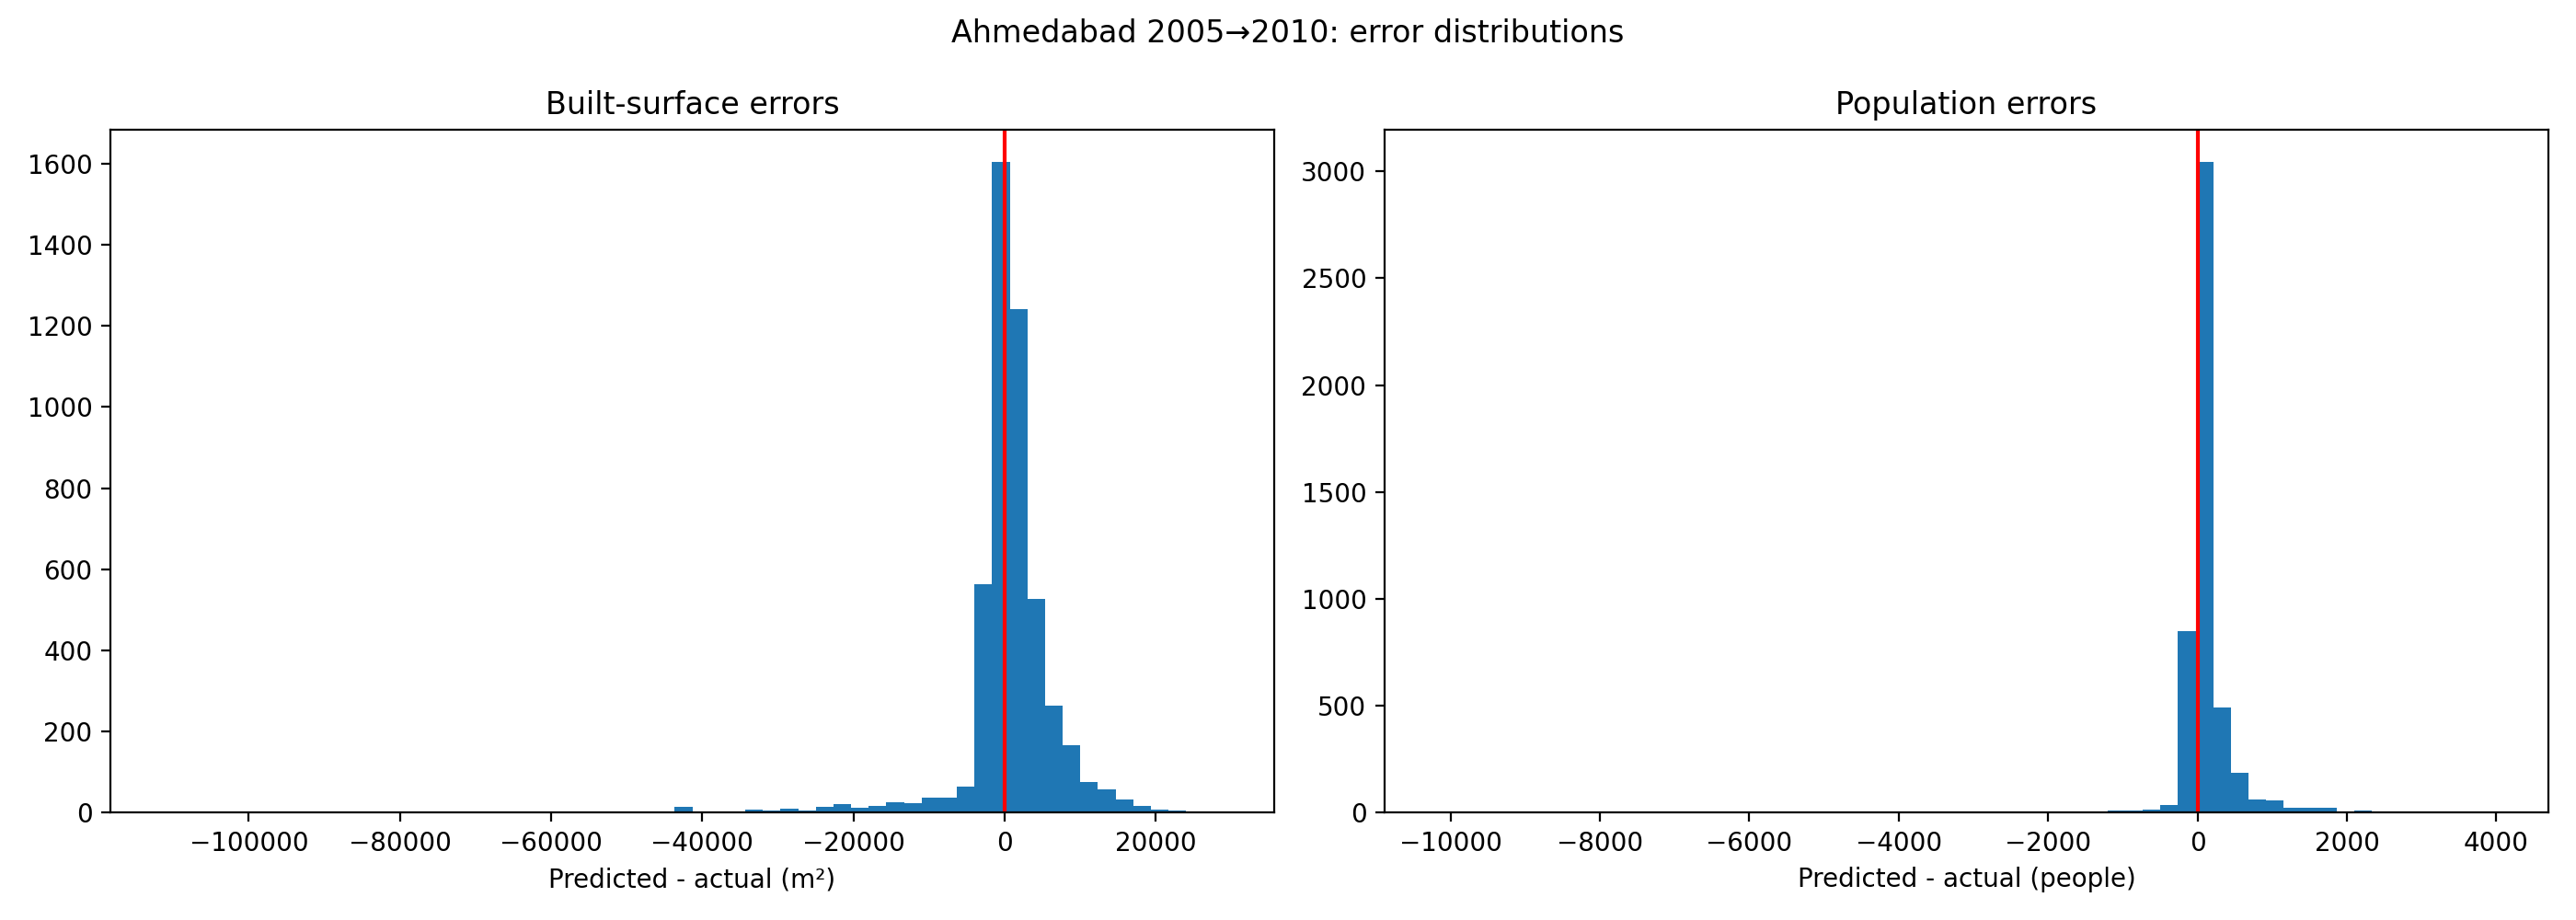 Ahmedabad 2005→2010: error distributions
Built-surface errors
1600
1400
1200
1000
800
600
400
200
0
−100000 −80000 −60000 −40000 −20000 0 20000
Predicted - actual (m²)
Population errors
3000
2500
2000
1500
1000
500
0
−10000 −8000 −6000 −4000 −2000 0 2000 4000
Predicted - actual (people)